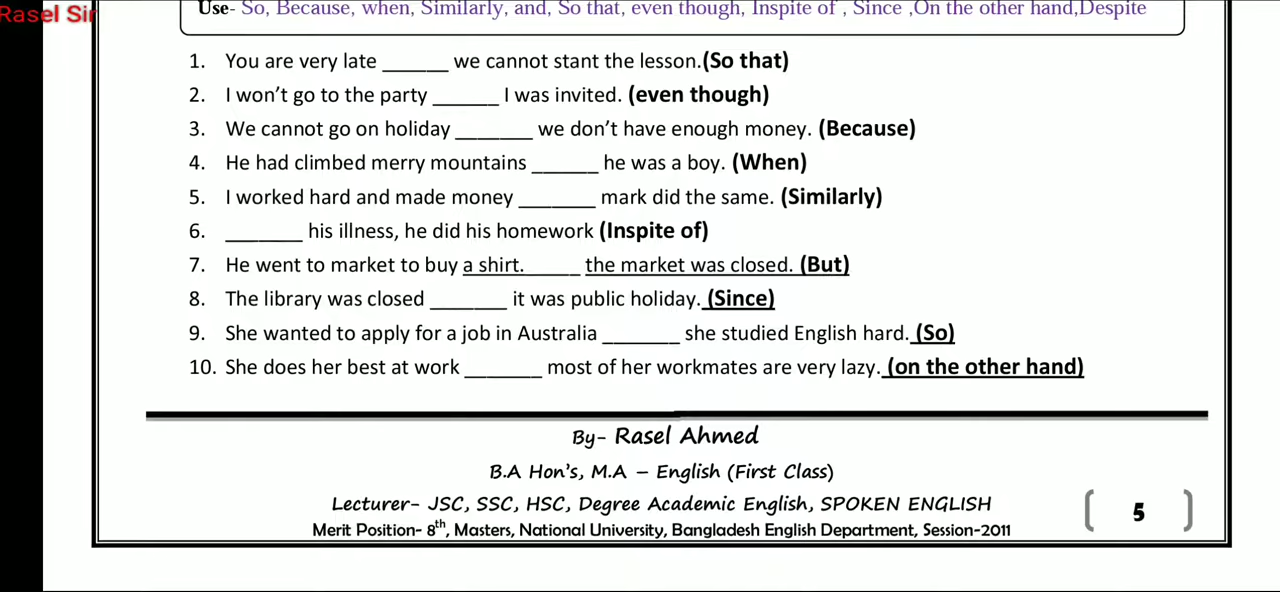 Rasel Sir
Use- So, Because, when, Similarly, and, So that, even though, Inspite of , Since ,On the other hand,Despite
1. You are very late ______ we cannot stant the lesson.(So that)
2. I won't go to the party ______ I was invited. (even though)
3. We cannot go on holiday _______ we don't have enough money. (Because)
4. He had climbed merry mountains ______ he was a boy. (When)
5. I worked hard and made money _______ mark did the same. (Similarly)
6. _______ his illness, he did his homework (Inspite of)
7. He went to market to buy a shirt._____ the market was closed. (But)
8. The library was closed _______ it was public holiday. (Since)
9. She wanted to apply for a job in Australia _______ she studied English hard. (So)
10. She does her best at work _______ most of her workmates are very lazy. (on the other hand)
By- Rasel Ahmed
B.A Hon's, M.A – English (First Class)
Lecturer- JSC, SSC, HSC, Degree Academic English, SPOKEN ENGLISH
Merit Position- 8th, Masters, National University, Bangladesh English Department, Session-2011
5